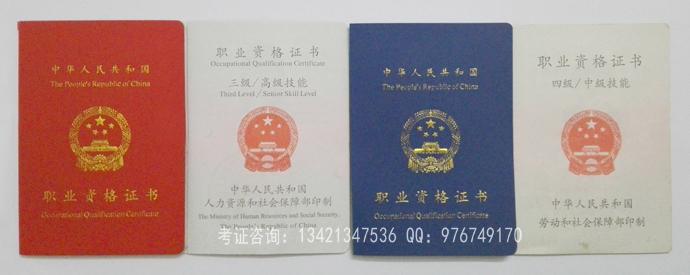 中华人民共和国
The People's Republic of China
职业资格证书
Occupational Qualification Certificate
职业资格证书
Occupational Qualification Certificate
三级/高级技能
Third Level / Senior Skill Level
中华人民共和国
人力资源和社会保障部印制
The Ministry of Human Resources and Social Security,
The People's Republic of China
中华人民共和国
The People's Republic of China
职业资格证书
Occupational Qualification Certificate
职业资格证书
四级/中级技能
中华人民共和国
劳动和社会保障部印制
考证咨询：13421347536 QQ：976749170